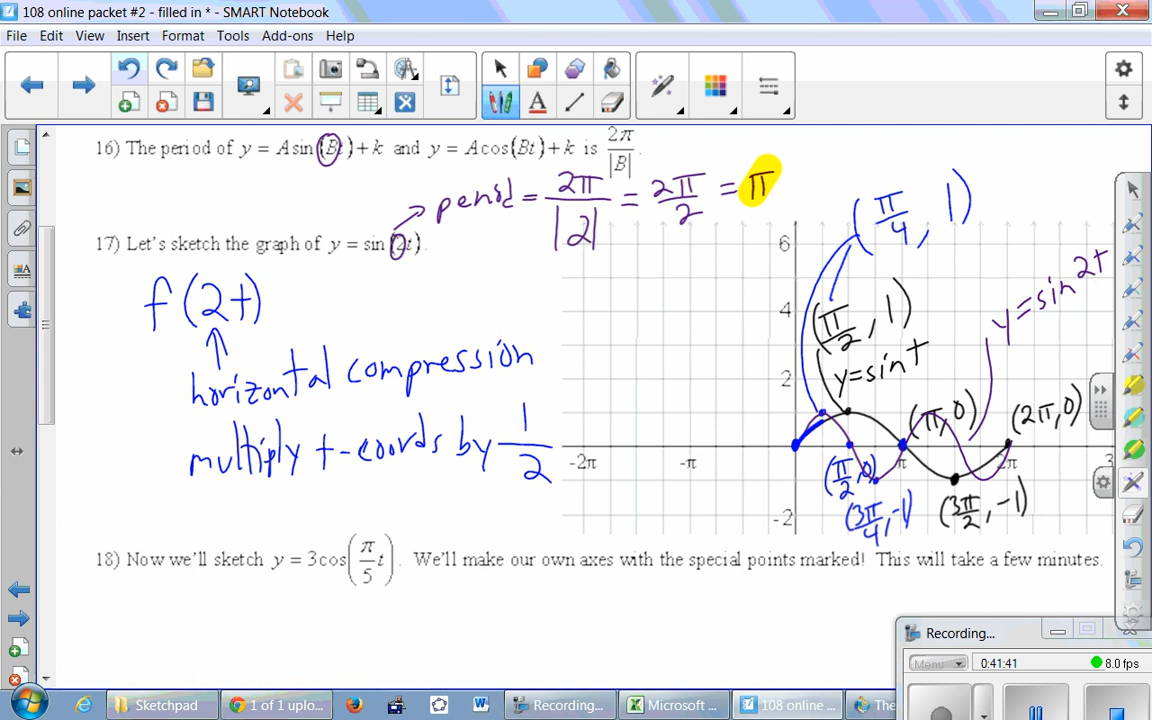 108 online packet #2 - filled in * - SMART Notebook
File Edit View Insert Format Tools Add-ons Help
16) The period of y = A sin(Bt)+k and y = A cos(Bt)+k is 2π/|B|.
period = 2π/|2| = 2π/2 = π
(π/4, 1)
17) Let's sketch the graph of y = sin(2t).
6
y=sin2t
f(2t)
4
(π/2, 1)
horizontal compression
2
y=sint
multiply t-coords by 1/2
(π,0)
(2π,0)
-2π
-π
π
2π
(π/2, 0)
(3π/4, -1)
(3π/2, -1)
-2
18) Now we'll sketch y = 3cos(π/5 t). We'll make our own axes with the special points marked! This will take a few minutes.
Recording...
Menu
0:41:41
8.0 fps
Sketchpad
1 of 1 uplo...
Recording...
Microsoft ...
108 online ...
The